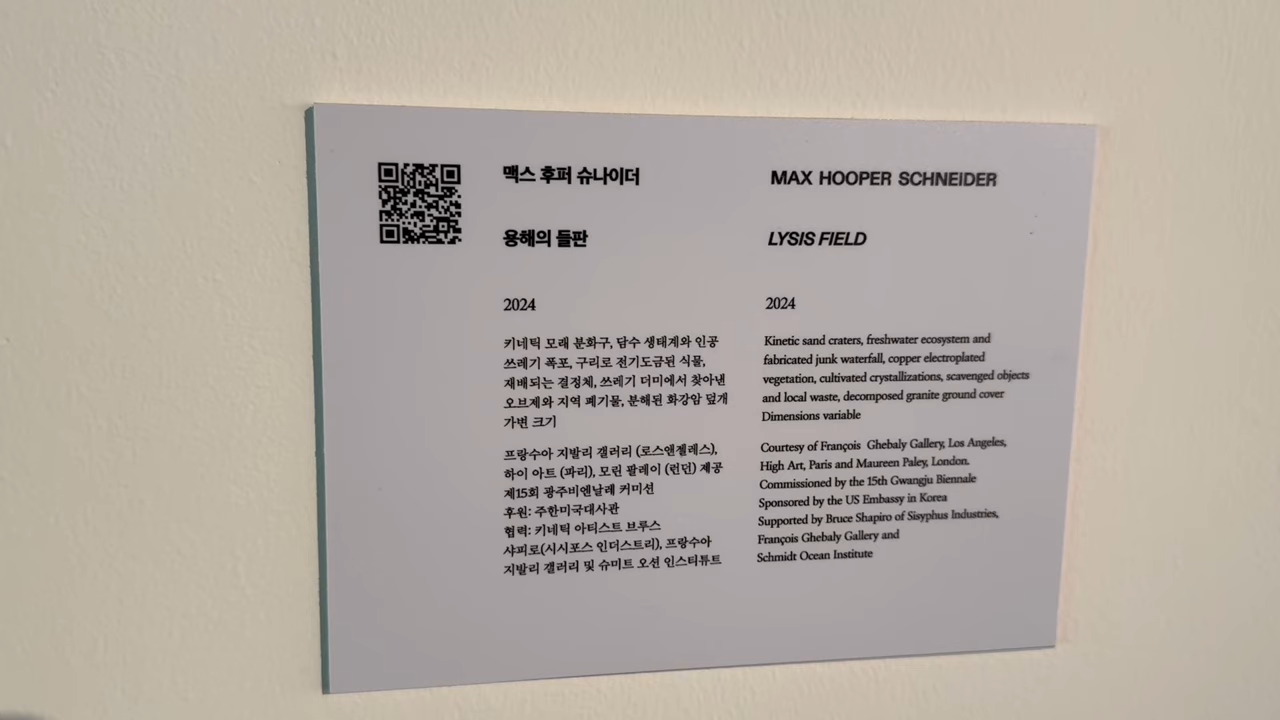 맥스 후퍼 슈나이더
용해의 들판
2024
키네틱 모래 분화구, 담수 생태계와 인공
쓰레기 폭포, 구리로 전기도금된 식물,
재배되는 결정체, 쓰레기 더미에서 찾아낸
오브제와 지역 폐기물, 분해된 화강암 덮개
가변 크기
프랑수아 지발리 갤러리 (로스앤젤레스),
하이 아트 (파리), 모린 팔레이 (런던) 제공
제15회 광주비엔날레 커미션
후원: 주한미국대사관
협력: 키네틱 아티스트 브루스
샤피로(시시포스 인더스트리), 프랑수아
지발리 갤러리 및 슈미트 오션 인스티튜트
MAX HOOPER SCHNEIDER
LYSIS FIELD
2024
Kinetic sand craters, freshwater ecosystem and
fabricated junk waterfall, copper electroplated
vegetation, cultivated crystallizations, scavenged objects
and local waste, decomposed granite ground cover
Dimensions variable
Courtesy of François Ghebaly Gallery, Los Angeles,
High Art, Paris and Maureen Paley, London.
Commissioned by the 15th Gwangju Biennale
Sponsored by the US Embassy in Korea
Supported by Bruce Shapiro of Sisyphus Industries,
François Ghebaly Gallery and
Schmidt Ocean Institute